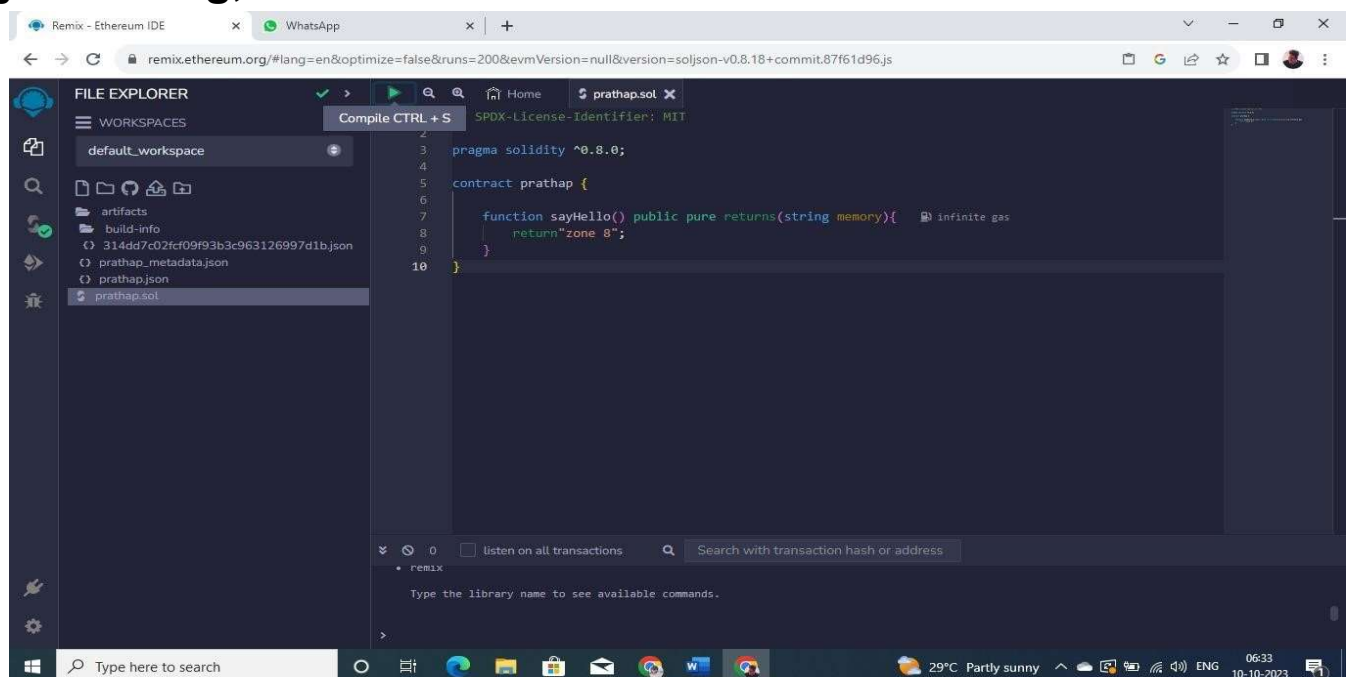 Remix - Ethereum IDE
WhatsApp
remix.ethereum.org/#lang=en&optimize=false&runs=200&evmVersion=null&version=soljson-v0.8.18+commit.87f61d96.js
FILE EXPLORER
Home
prathap.sol
WORKSPACES
Compile CTRL + S
SPDX-License-Identifier: MIT
default_workspace
2
3 pragma solidity ^0.8.0;
4
5 contract prathap {
6
7 function sayHello() public pure returns(string memory){ infinite gas
8 return"zone 8";
9 }
10 }
artifacts
build-info
314dd7c02fcf09f93b3c963126997d1b.json
prathap_metadata.json
prathap.json
prathap.sol
0 listen on all transactions
Search with transaction hash or address
remix
Type the library name to see available commands.
>
Type here to search
29°C Partly sunny
ENG
06:33
10-10-2023